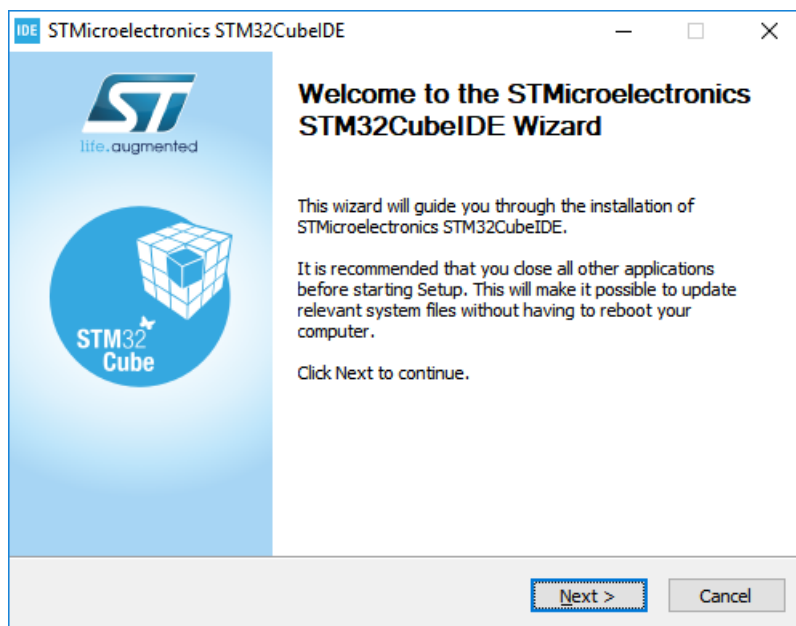 IDE STMicroelectronics STM32CubeIDE
ST
life.augmented
STM32
Cube
Welcome to the STMicroelectronics
STM32CubeIDE Wizard
This wizard will guide you through the installation of
STMicroelectronics STM32CubeIDE.
It is recommended that you close all other applications
before starting Setup. This will make it possible to update
relevant system files without having to reboot your
computer.
Click Next to continue.
Next >
Cancel